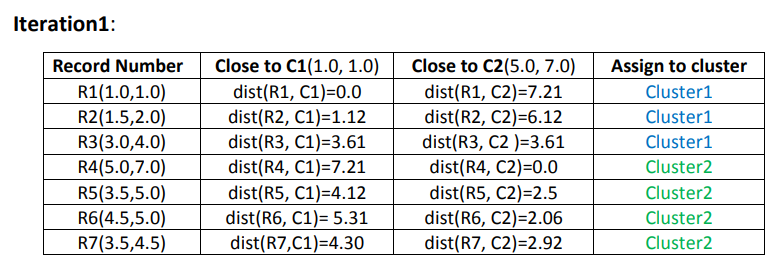 Iteration1:
Record Number Close to C1(1.0, 1.0) Close to C2(5.0, 7.0) Assign to cluster
R1(1.0,1.0) dist(R1, C1)=0.0 dist(R1, C2)=7.21 Cluster1
R2(1.5,2.0) dist(R2, C1)=1.12 dist(R2, C2)=6.12 Cluster1
R3(3.0,4.0) dist(R3, C1)=3.61 dist(R3, C2 )=3.61 Cluster1
R4(5.0,7.0) dist(R4, C1)=7.21 dist(R4, C2)=0.0 Cluster2
R5(3.5,5.0) dist(R5, C1)=4.12 dist(R5, C2)=2.5 Cluster2
R6(4.5,5.0) dist(R6, C1)= 5.31 dist(R6, C2)=2.06 Cluster2
R7(3.5,4.5) dist(R7,C1)=4.30 dist(R7, C2)=2.92 Cluster2